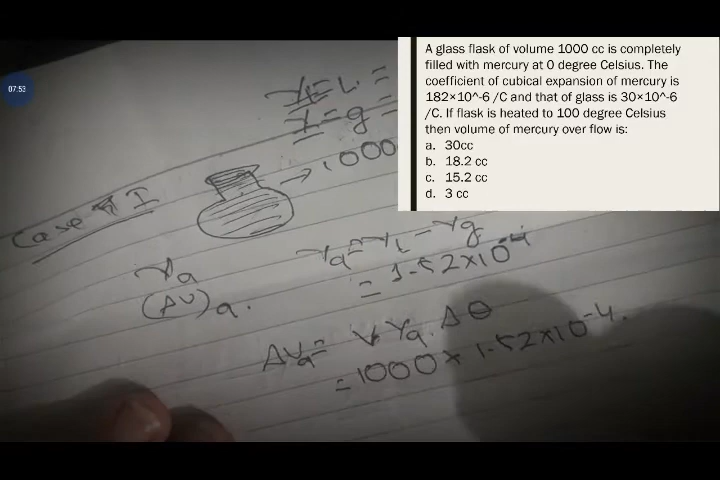 07:53
A glass flask of volume 1000 cc is completely
filled with mercury at 0 degree Celsius. The
coefficient of cubical expansion of mercury is
182×10^-6 /C and that of glass is 30×10^-6
/C. If flask is heated to 100 degree Celsius
then volume of mercury over flow is:
a. 30cc
b. 18.2 cc
c. 15.2 cc
d. 3 cc
γ = L =
γ = g =
1000
Case I
γa
(ΔV)a.
γa = γL - γg
= 1.52×10^-4
ΔVa = V γa. Δθ
= 1000 × 1.52×10^-4.